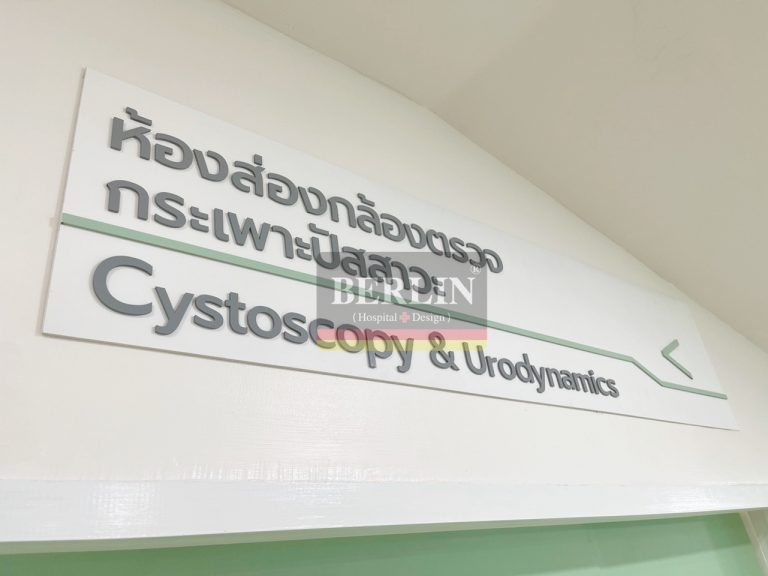 ห้องส่องกล้องตรวจ
กระเพาะปัสสาวะ
Cystoscopy & Urodynamics
<
BERLIN®
(Hospital+Design)